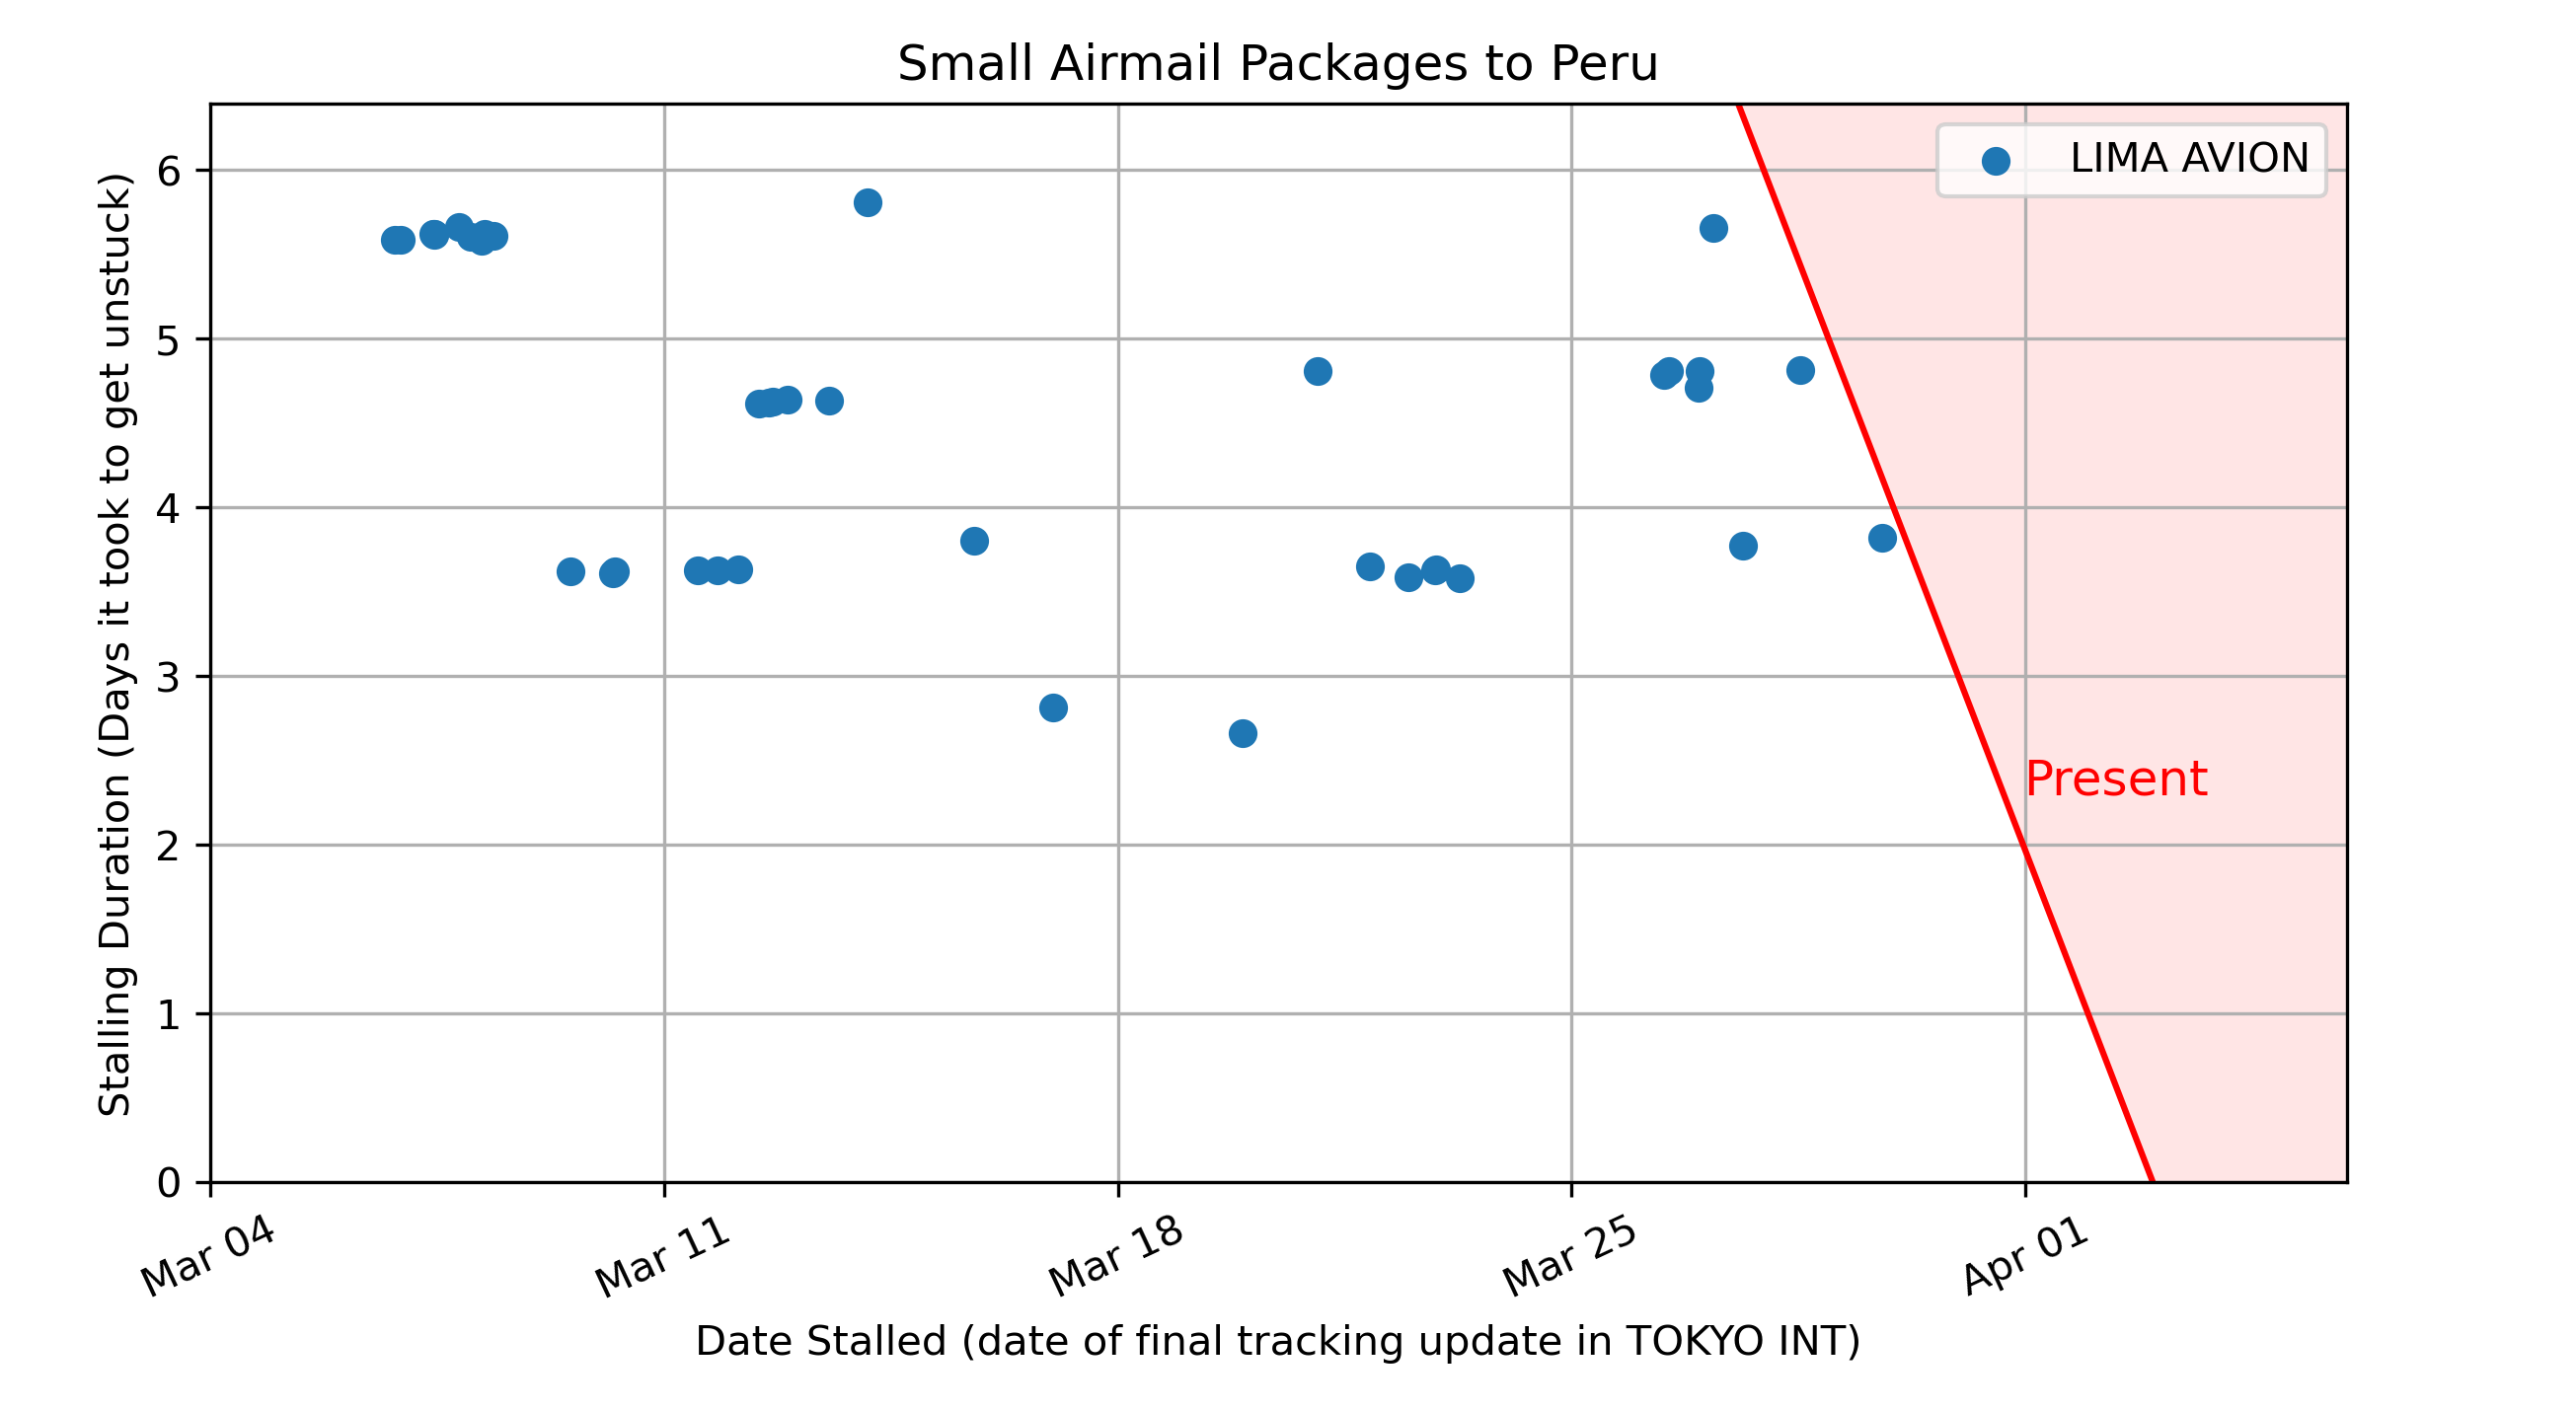 Small Airmail Packages to Peru
LIMA AVION
Stalling Duration (Days it took to get unstuck)
6
5
4
3
2
1
0
Present
Mar 04
Mar 11
Mar 18
Mar 25
Apr 01
Date Stalled (date of final tracking update in TOKYO INT)